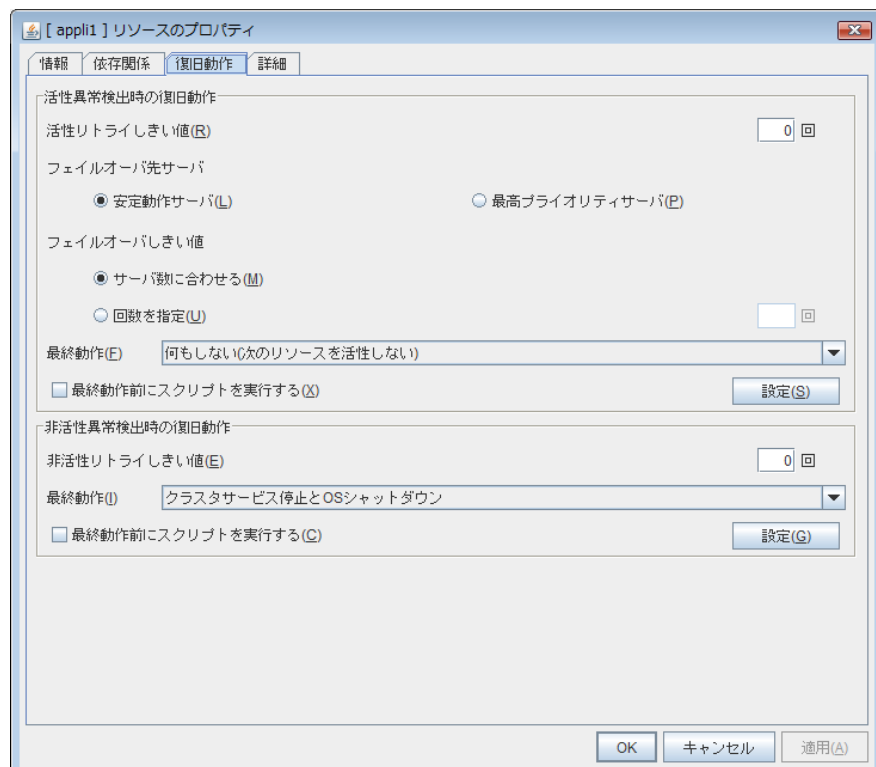 [ appli1 ] リソースのプロパティ
情報 依存関係 復旧動作 詳細
活性異常検出時の復旧動作
活性リトライしきい値(R) 0 回
フェイルオーバ先サーバ
安定動作サーバ(L) 最高プライオリティサーバ(P)
フェイルオーバしきい値
サーバ数に合わせる(M)
回数を指定(U) 回
最終動作(F) 何もしない(次のリソースを活性しない)
最終動作前にスクリプトを実行する(X) 設定(S)
非活性異常検出時の復旧動作
非活性リトライしきい値(E) 0 回
最終動作(I) クラスタサービス停止とOSシャットダウン
最終動作前にスクリプトを実行する(C) 設定(G)
OK キャンセル 適用(A)